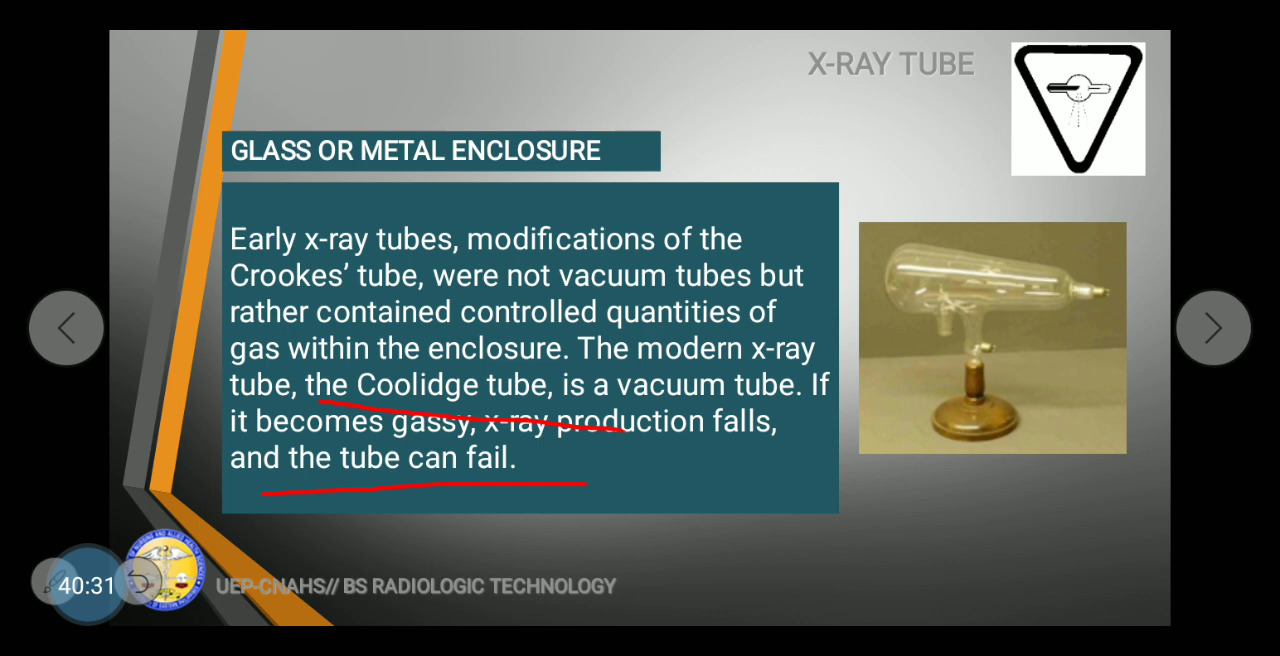 X-RAY TUBE
GLASS OR METAL ENCLOSURE
Early x-ray tubes, modifications of the
Crookes’ tube, were not vacuum tubes but
rather contained controlled quantities of
gas within the enclosure. The modern x-ray
tube, the Coolidge tube, is a vacuum tube. If
it becomes gassy, x-ray production falls,
and the tube can fail.
40:31
UEP-CNAHS// BS RADIOLOGIC TECHNOLOGY